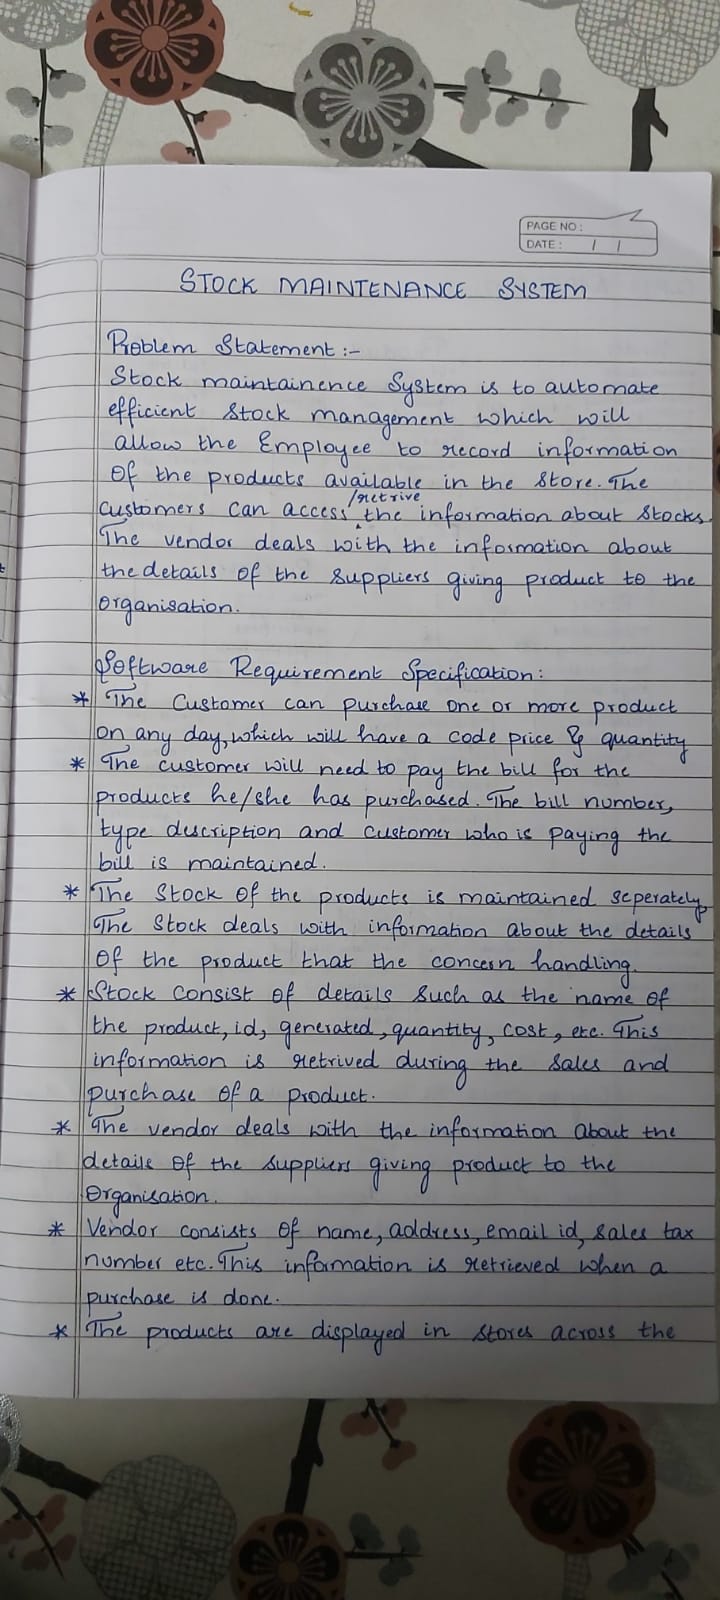 PAGE NO :
DATE : / /
STOCK MAINTENANCE SYSTEM
Problem Statement :-
Stock maintainence System is to automate
efficient Stock management which will
allow the Employee to record information
Of the products available in the store. The
/retrive
customers can access the information about Stocks.
The vendor deals with the information about
the details of the suppliers giving product to the
organisation.
Software Requirement Specification :
* The Customer can purchase one or more product
on any day, which will have a code price & quantity
* The customer will need to pay the bill for the
products he/she has purchased. The bill number,
type description and customer who is paying the
bill is maintained.
* The Stock of the products is maintained seperately.
The Stock deals with information about the details
Of the product that the concern handling.
* Stock consist of details such as the name of
the product, id, generated, quantity, cost, etc. This
information is retrived during the sales and
purchase of a product.
* The vendor deals with the information about the
details of the suppliers giving product to the
Organisation.
* Vendor consists of name, address, email id, sales tax
number etc. This information is retrieved when a
purchase is done.
* The products are displayed in stores across the